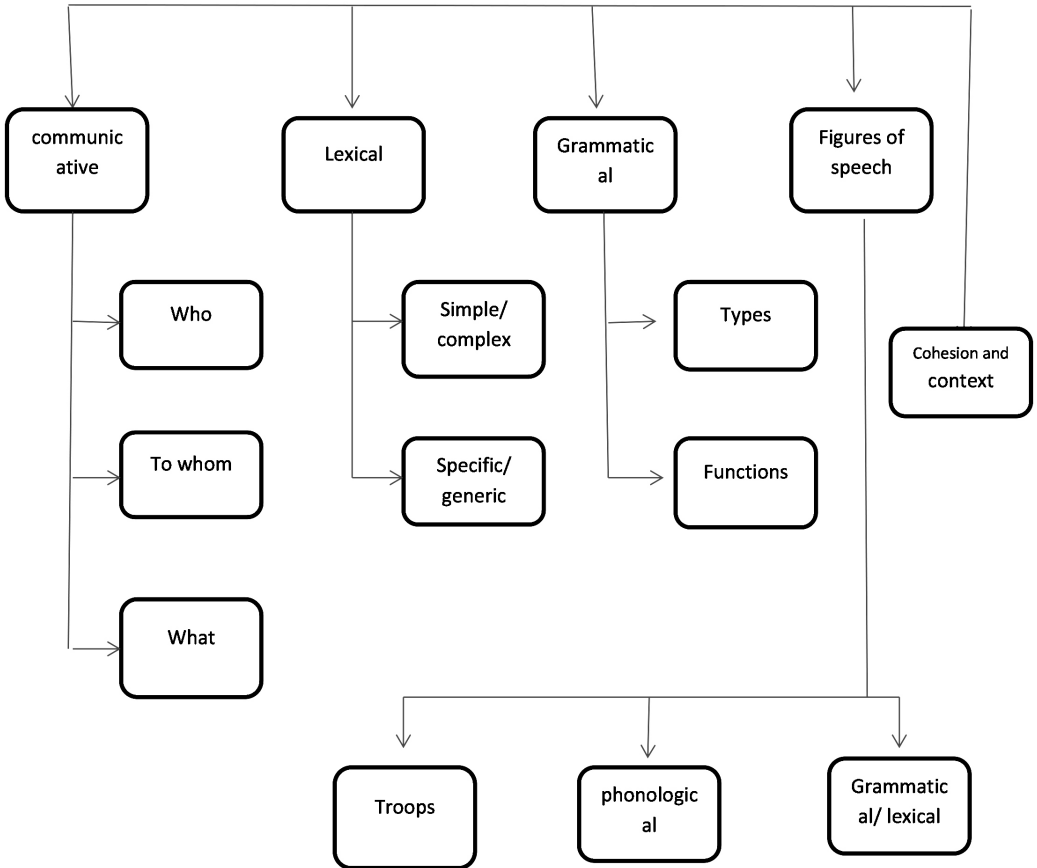 communic
ative
Lexical
Grammatic
al
Figures of
speech
Who
Simple/
complex
Types
Cohesion and
context
To whom
Specific/
generic
Functions
What
Troops
phonologic
al
Grammatic
al/ lexical